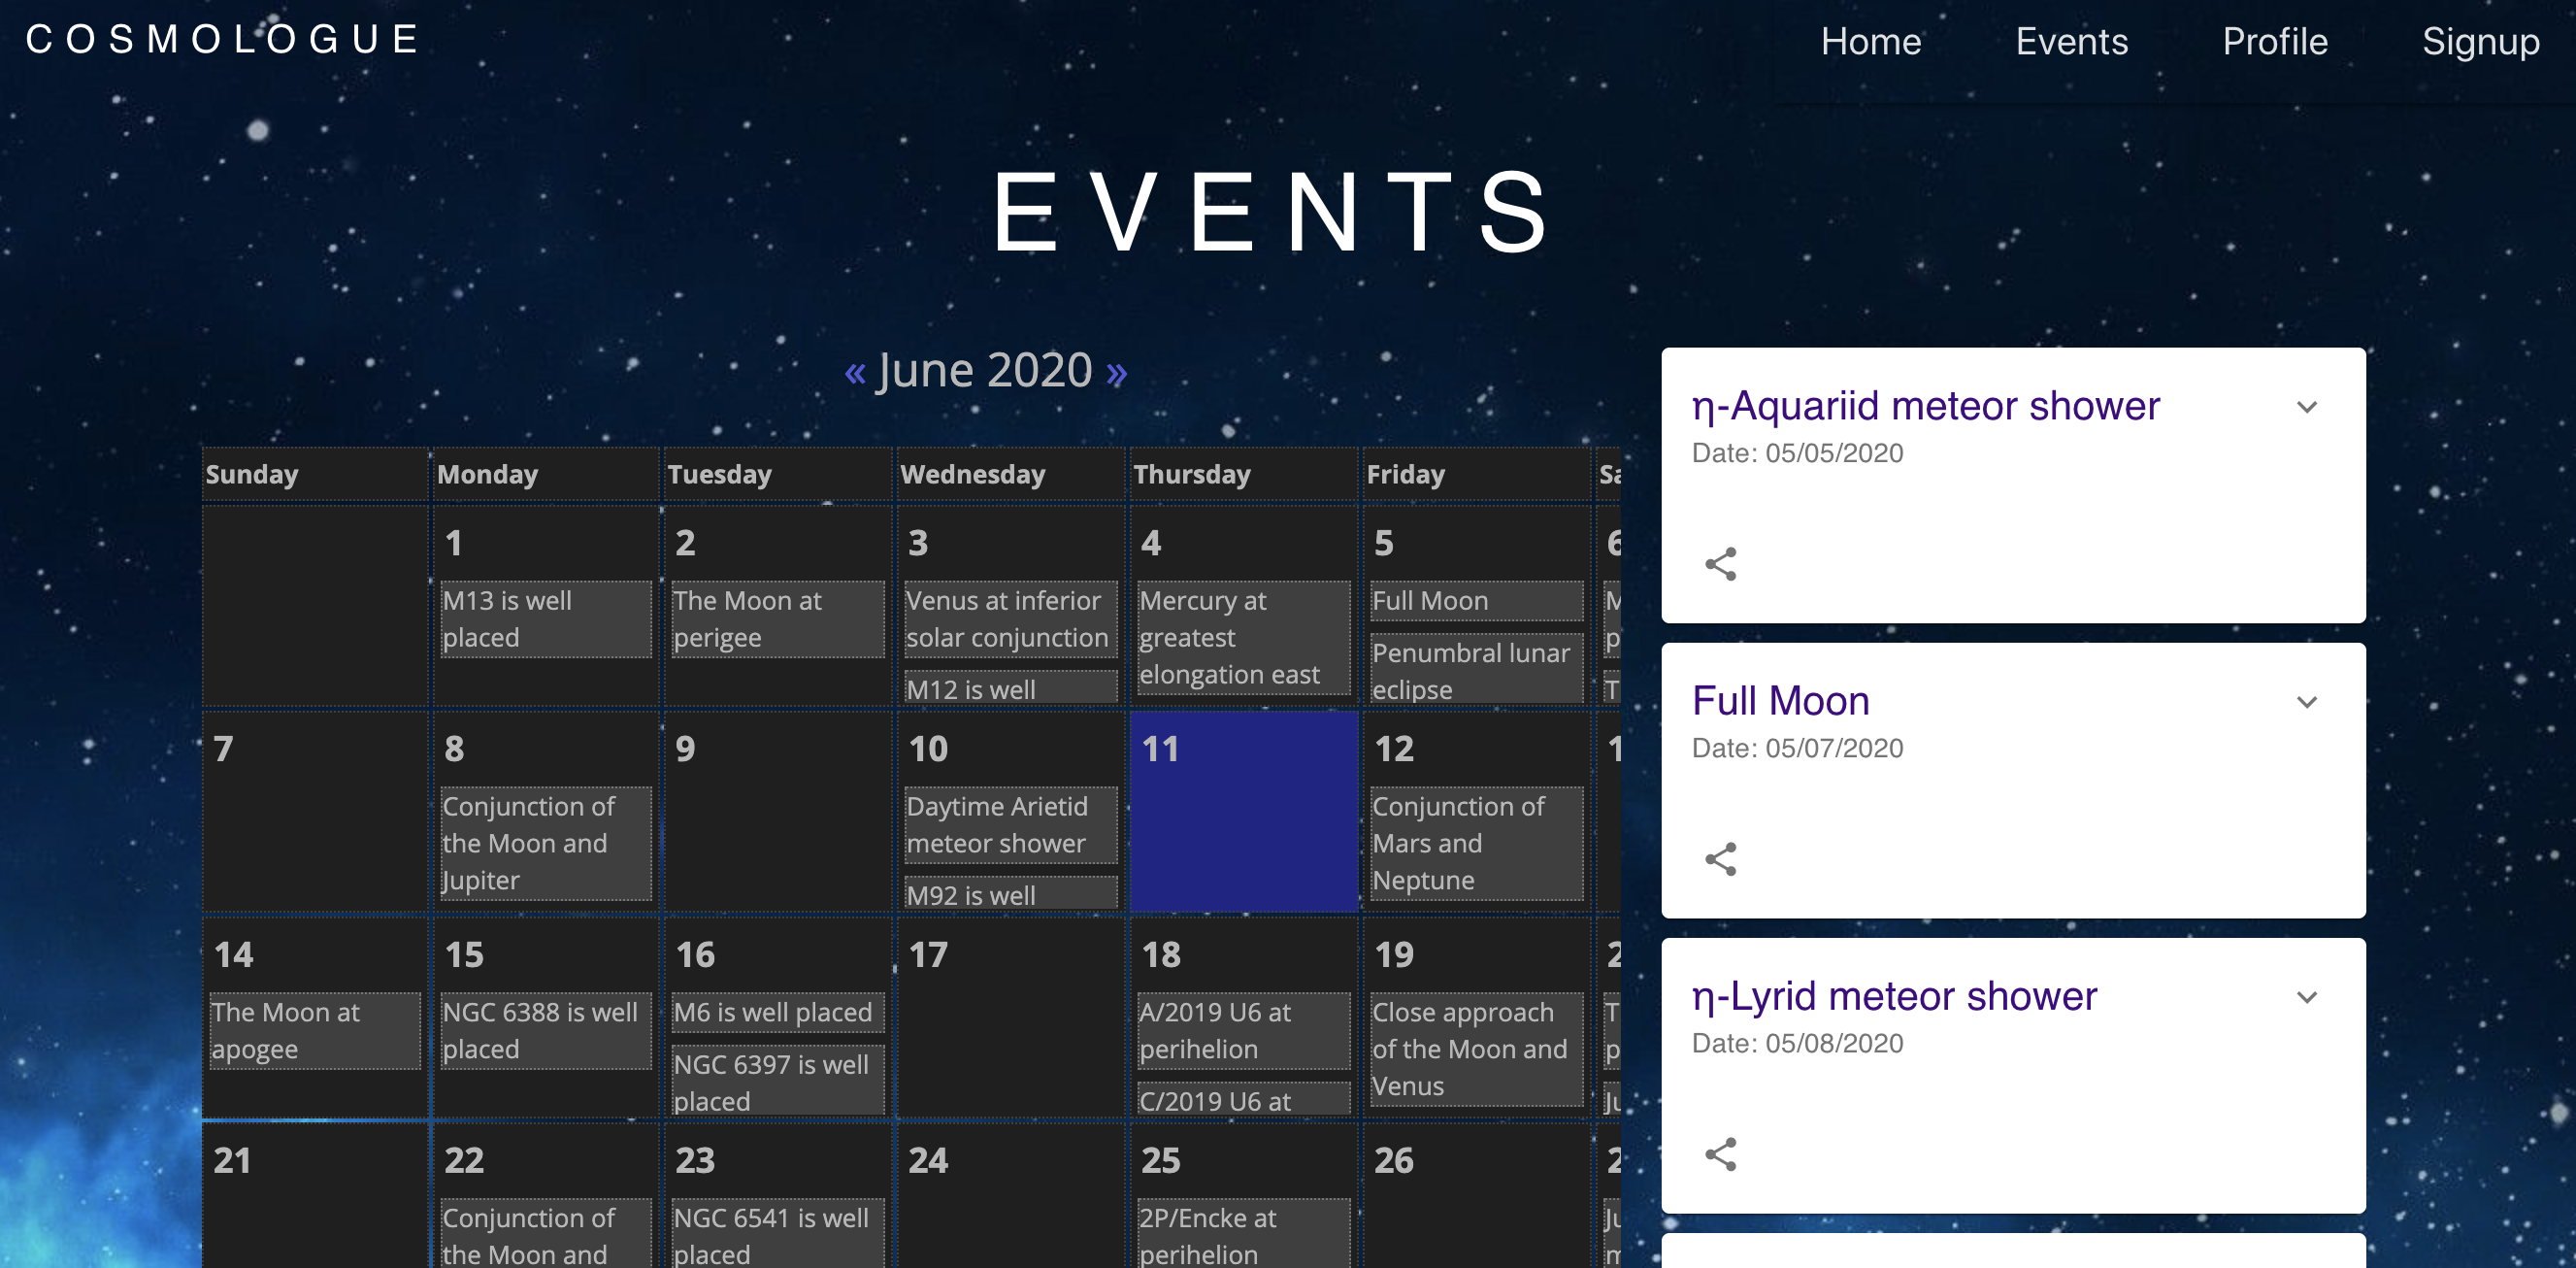 COSMOLOGUE
Home Events Profile Signup
EVENTS
« June 2020 »
Sunday Monday Tuesday Wednesday Thursday Friday
1
M13 is well
placed
2
The Moon at
perigee
3
Venus at inferior
solar conjunction
M12 is well
4
Mercury at
greatest
elongation east
5
Full Moon
Penumbral lunar
eclipse
6
7
8
Conjunction of
the Moon and
Jupiter
9
10
Daytime Arietid
meteor shower
M92 is well
11
12
Conjunction of
Mars and
Neptune
14
The Moon at
apogee
15
NGC 6388 is well
placed
16
M6 is well placed
NGC 6397 is well
placed
17
18
A/2019 U6 at
perihelion
C/2019 U6 at
19
Close approach
of the Moon and
Venus
21
22
Conjunction of
the Moon and
23
NGC 6541 is well
placed
24
25
2P/Encke at
perihelion
26
η-Aquariid meteor shower
Date: 05/05/2020
Full Moon
Date: 05/07/2020
η-Lyrid meteor shower
Date: 05/08/2020